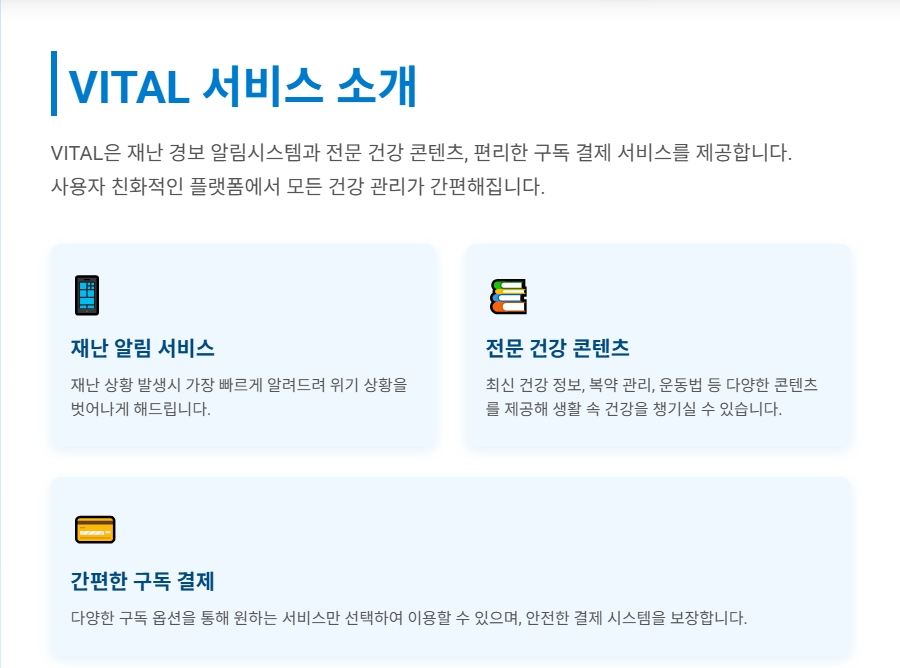 VITAL 서비스 소개
VITAL은 재난 경보 알림시스템과 전문 건강 콘텐츠, 편리한 구독 결제 서비스를 제공합니다.
사용자 친화적인 플랫폼에서 모든 건강 관리가 간편해집니다.
재난 알림 서비스
재난 상황 발생시 가장 빠르게 알려드려 위기 상황을
벗어나게 해드립니다.
전문 건강 콘텐츠
최신 건강 정보, 복약 관리, 운동법 등 다양한 콘텐츠
를 제공해 생활 속 건강을 챙기실 수 있습니다.
간편한 구독 결제
다양한 구독 옵션을 통해 원하는 서비스만 선택하여 이용할 수 있으며, 안전한 결제 시스템을 보장합니다.